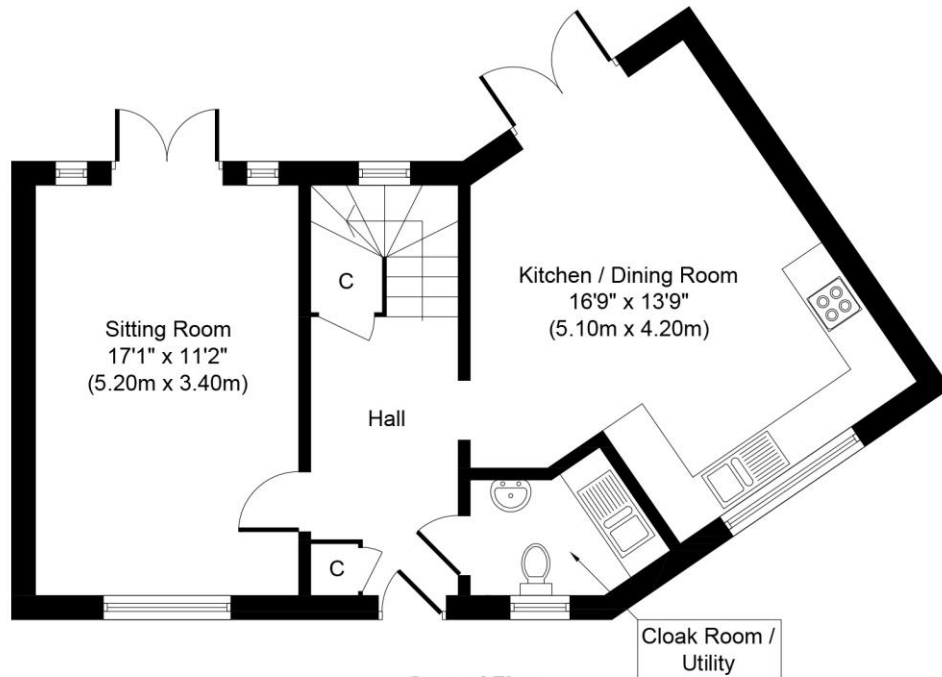 Kitchen / Dining Room
16'9" x 13'9"
(5.10m x 4.20m)
C
Sitting Room
17'1" x 11'2"
(5.20m x 3.40m)
Hall
C
Cloak Room /
Utility